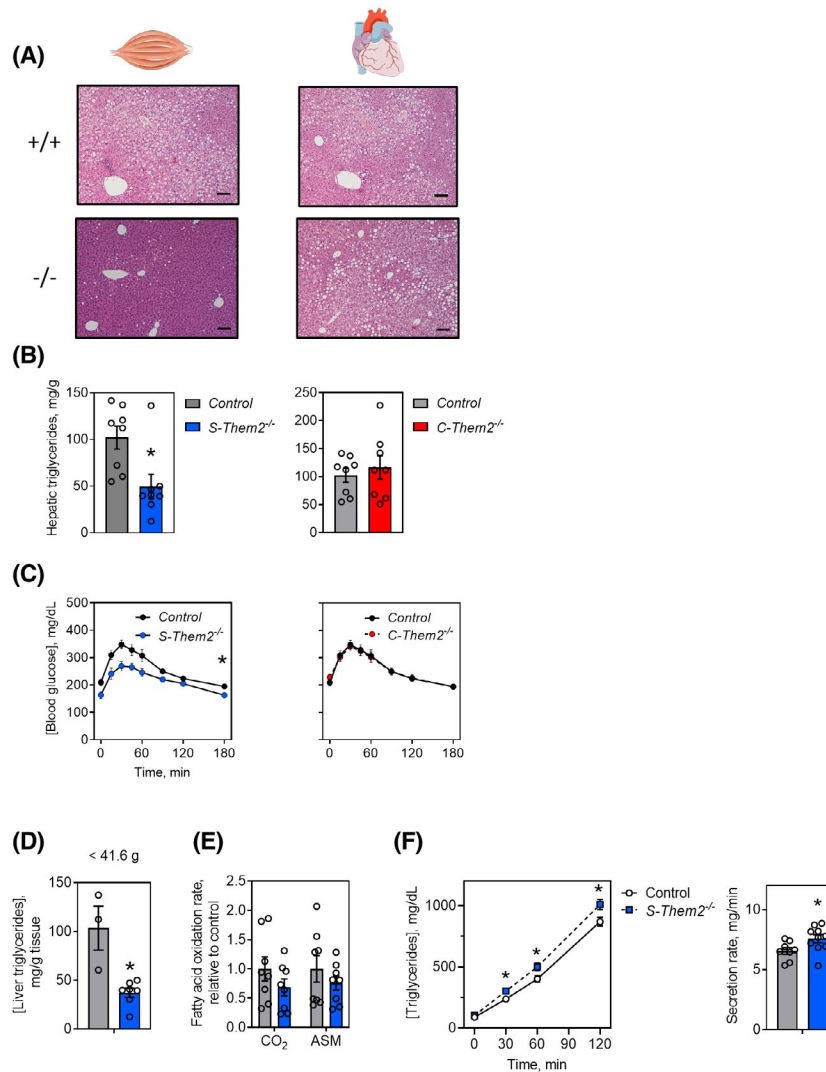 (A)
+/+
-/-
(B)
Hepatic triglycerides, mg/g
150
100
50
0
Control
S-Them2-/-
250
200
150
100
50
0
Control
C-Them2-/-
(C)
[Blood glucose], mg/dL
500
400
300
200
100
0
Control
S-Them2-/-
*
0 60 120 180
Time, min
Control
C-Them2-/-
0 60 120 180
(D)
< 41.6 g
[Liver triglycerides],
mg/g tissue
150
100
50
0
*
(E)
Fatty acid oxidation rate,
relative to control
2.5
2.0
1.5
1.0
0.5
0.0
CO2 ASM
(F)
[Triglycerides], mg/dL
1000
500
0
* * *
0 30 60 120
Time, min
Control
S-Them2-/-
Secretion rate, mg/min
10
5
0
*